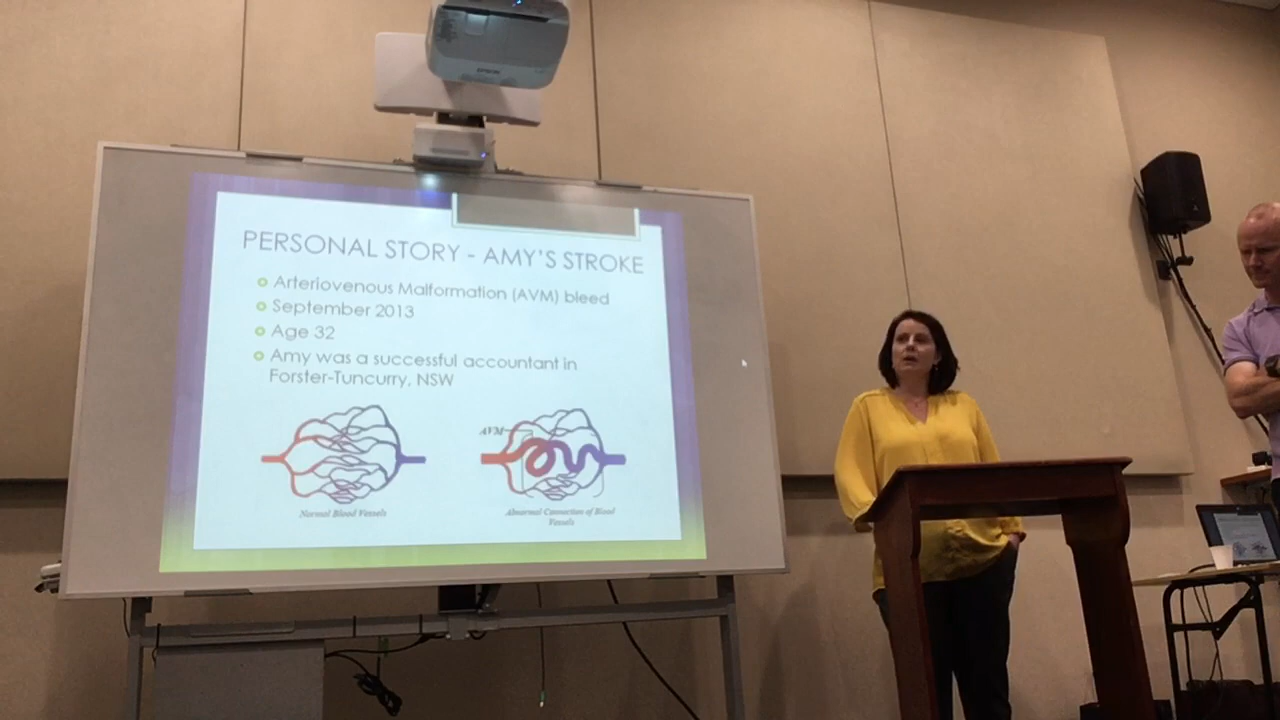 EPSON
PERSONAL STORY - AMY'S STROKE
Arteriovenous Malformation (AVM) bleed
September 2013
Age 32
Amy was a successful accountant in
Forster-Tuncurry, NSW
AVM
Normal Blood Vessels
Abnormal Connection of Blood
Vessels